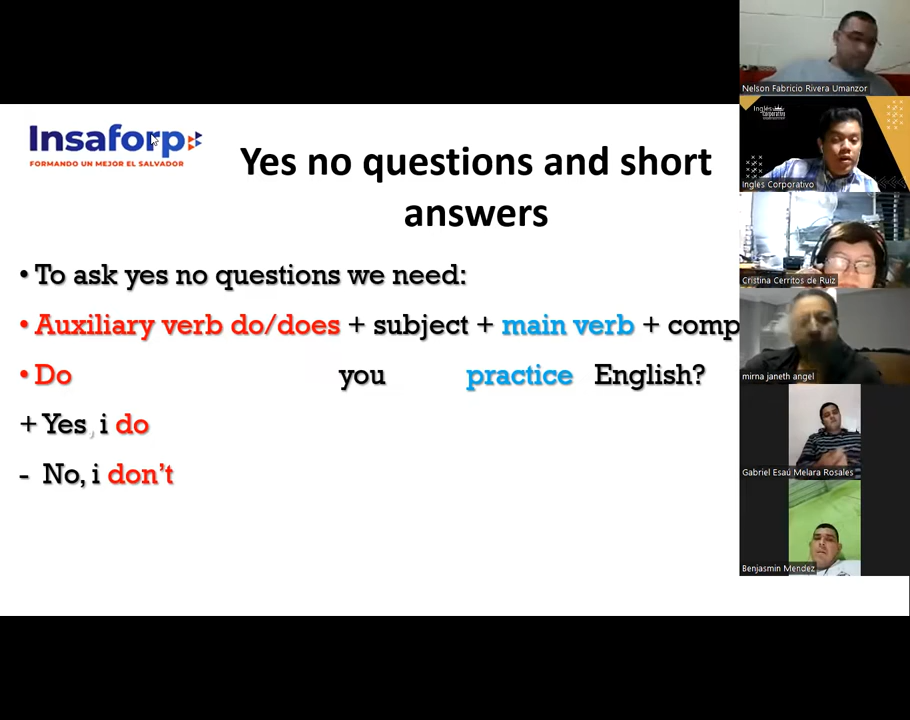 Insaforp
FORMANDO UN MEJOR EL SALVADOR
Yes no questions and short
answers
• To ask yes no questions we need:
• Auxiliary verb do/does + subject + main verb + comp
• Do you practice English?
+ Yes, i do
- No, i don't
Nelson Fabricio Rivera Umanzor
Inglés
Corporativo
Ingles Corporativo
Cristina Cerritos de Ruiz
mirna janeth angel
Gabriel Esaú Melara Rosales
Benjasmin Mendez